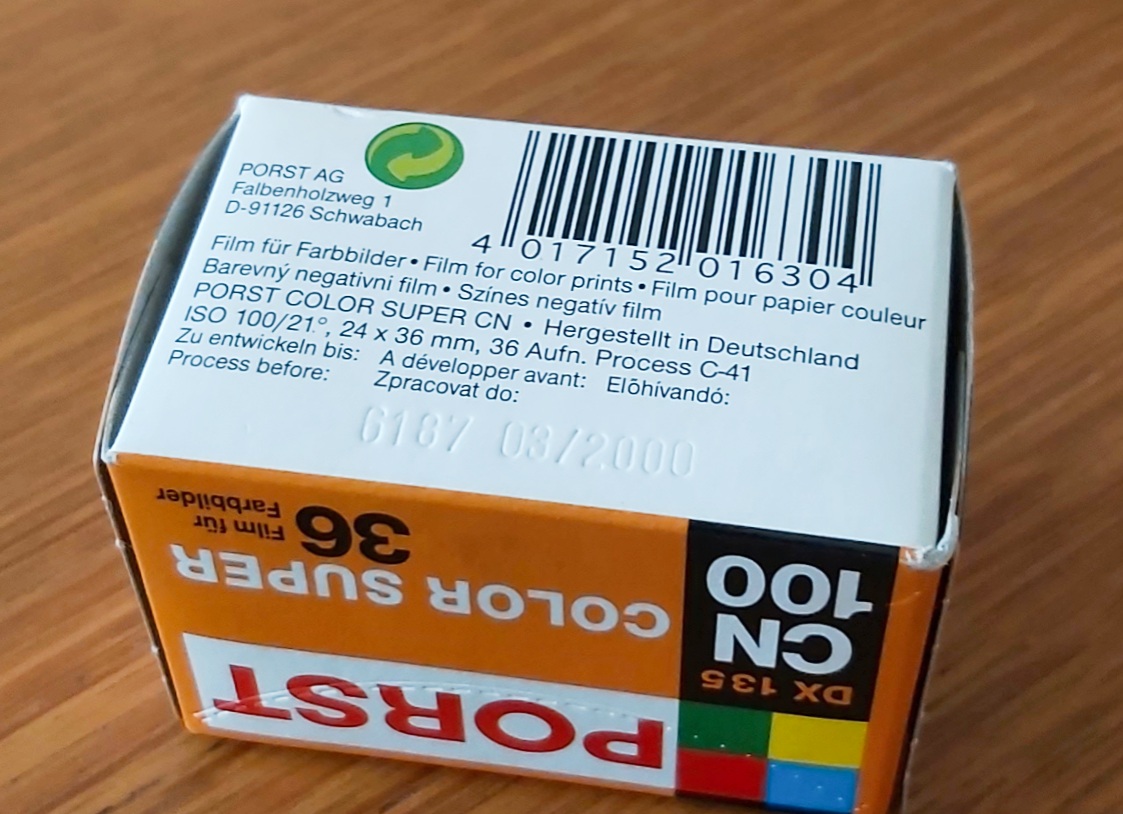 PORST AG
Falbenholzweg 1
D-91126 Schwabach
4 017152 016304
Film für Farbbilder • Film for color prints • Film pour papier couleur
Barevný negativni film • Színes negatív film
PORST COLOR SUPER CN • Hergestellt in Deutschland
ISO 100/21°, 24 x 36 mm, 36 Aufn. Process C-41
Zu entwickeln bis: A développer avant: Elõhívandó:
Process before: Zpracovat do:
6187 03/2000
PORST
COLOR SUPER
36 Film für
Farbbilder
DX 135
CN
100